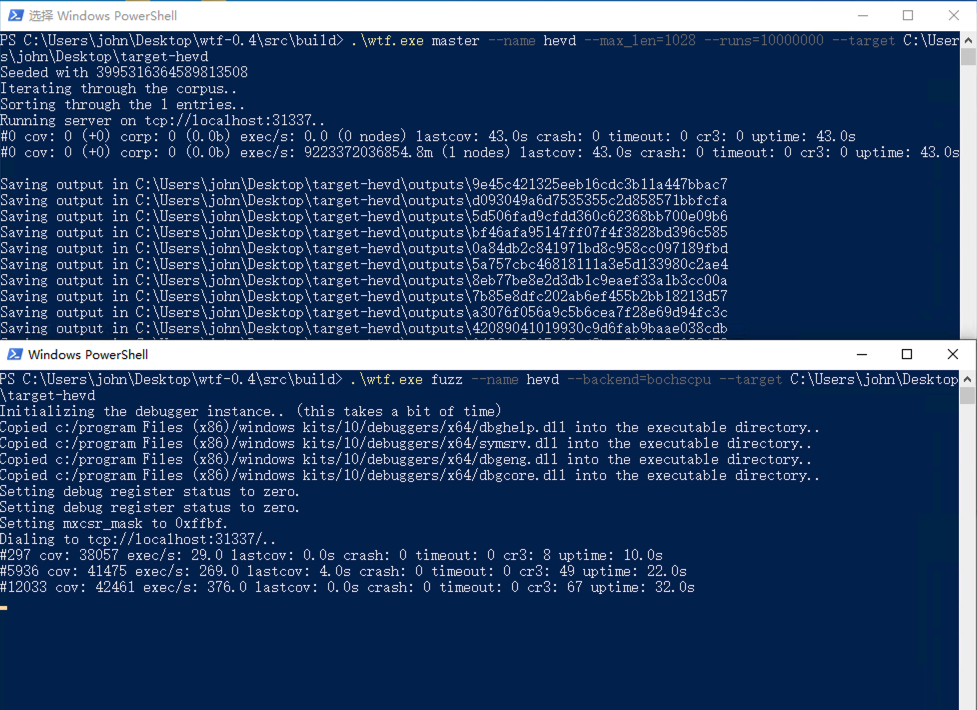 选择 Windows PowerShell
PS C:\Users\john\Desktop\wtf-0.4\src\build> .\wtf.exe master --name hevd --max_len=1028 --runs=10000000 --target C:\User
s\john\Desktop\target-hevd
Seeded with 3995316364589813508
Iterating through the corpus..
Sorting through the 1 entries..
Running server on tcp://localhost:31337..
#0 cov: 0 (+0) corp: 0 (0.0b) exec/s: 0.0 (0 nodes) lastcov: 43.0s crash: 0 timeout: 0 cr3: 0 uptime: 43.0s
#0 cov: 0 (+0) corp: 0 (0.0b) exec/s: 9223372036854.8m (1 nodes) lastcov: 43.0s crash: 0 timeout: 0 cr3: 0 uptime: 43.0s
Saving output in C:\Users\john\Desktop\target-hevd\outputs\9e45c421325eeb16cdc3b11a447bbac7
Saving output in C:\Users\john\Desktop\target-hevd\outputs\d093049a6d7535355c2d858571bbfcfa
Saving output in C:\Users\john\Desktop\target-hevd\outputs\5d506fad9cfdd360c62368bb700e09b6
Saving output in C:\Users\john\Desktop\target-hevd\outputs\bf46afa95147ff07f4f3828bd396c585
Saving output in C:\Users\john\Desktop\target-hevd\outputs\0a84db2c841971bd8c958cc097189fbd
Saving output in C:\Users\john\Desktop\target-hevd\outputs\5a757cbc46818111a3e5d133980c2ae4
Saving output in C:\Users\john\Desktop\target-hevd\outputs\8eb77be8e2d3db1c9eaef33a1b3cc00a
Saving output in C:\Users\john\Desktop\target-hevd\outputs\7b85e8dfc202ab6ef455b2bb18213d57
Saving output in C:\Users\john\Desktop\target-hevd\outputs\a3076f056a9c5b6cea7f28e69d94fc3c
Saving output in C:\Users\john\Desktop\target-hevd\outputs\42089041019930c9d6fab9baae038cdb
Windows PowerShell
PS C:\Users\john\Desktop\wtf-0.4\src\build> .\wtf.exe fuzz --name hevd --backend=bochscpu --target C:\Users\john\Desktop
\target-hevd
Initializing the debugger instance.. (this takes a bit of time)
Copied c:/program Files (x86)/windows kits/10/debuggers/x64/dbghelp.dll into the executable directory..
Copied c:/program Files (x86)/windows kits/10/debuggers/x64/symsrv.dll into the executable directory..
Copied c:/program Files (x86)/windows kits/10/debuggers/x64/dbgeng.dll into the executable directory..
Copied c:/program Files (x86)/windows kits/10/debuggers/x64/dbgcore.dll into the executable directory..
Setting debug register status to zero.
Setting debug register status to zero.
Setting mxcsr_mask to 0xffbf.
Dialing to tcp://localhost:31337/..
#297 cov: 38057 exec/s: 29.0 lastcov: 0.0s crash: 0 timeout: 0 cr3: 8 uptime: 10.0s
#5936 cov: 41475 exec/s: 269.0 lastcov: 4.0s crash: 0 timeout: 0 cr3: 49 uptime: 22.0s
#12033 cov: 42461 exec/s: 376.0 lastcov: 0.0s crash: 0 timeout: 0 cr3: 67 uptime: 32.0s